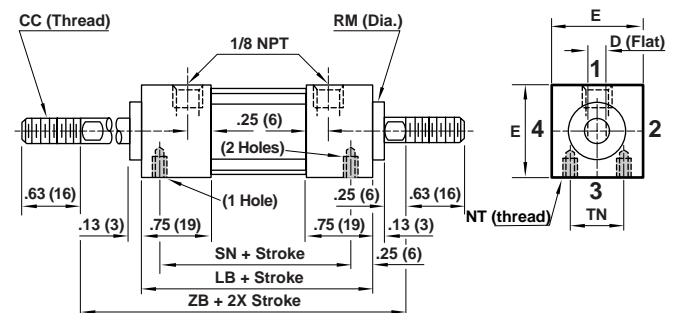 CC (Thread)
RM (Dia.)
E
1/8 NPT
D (Flat)
1
.25 (6)
E
4
2
(2 Holes)
.63 (16)
(1 Hole)
.25 (6)
.63 (16)
3
NT (thread)
TN
.13 (3)
.75 (19)
.75 (19)
.13 (3)
SN + Stroke
.25 (6)
LB + Stroke
ZB + 2X Stroke